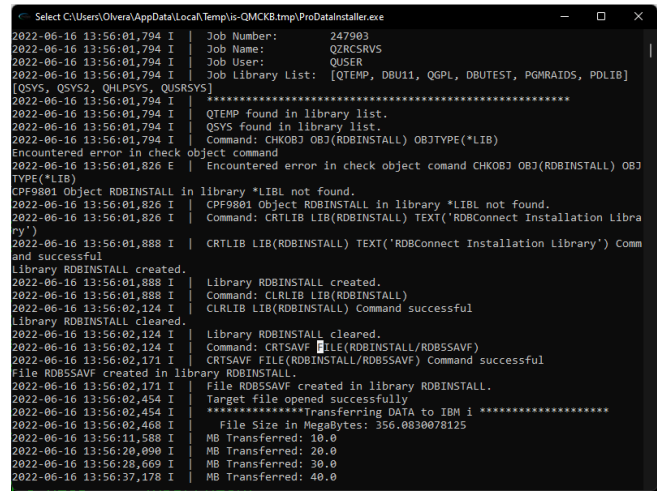 Select C:\Users\Olvera\AppData\Local\Temp\is-QMCKB.tmp\ProDataInstaller.exe
2022-06-16 13:56:01,794 I | Job Number: 247903
2022-06-16 13:56:01,794 I | Job Name: QZRCSRVS
2022-06-16 13:56:01,794 I | Job User: QUSER
2022-06-16 13:56:01,794 I | Job Library List: [QTEMP, DBU11, QGPL, DBUTEST, PGMRAIDS, PDLIB]
[QSYS, QSYS2, QHLPSYS, QUSRSYS]
2022-06-16 13:56:01,794 I | ********************************************************
2022-06-16 13:56:01,794 I | QTEMP found in library list.
2022-06-16 13:56:01,794 I | QSYS found in library list.
2022-06-16 13:56:01,794 I | Command: CHKOBJ OBJ(RDBINSTALL) OBJTYPE(*LIB)
Encountered error in check object command
2022-06-16 13:56:01,826 E | Encountered error in check object comand CHKOBJ OBJ(RDBINSTALL) OBJ
TYPE(*LIB)
CPF9801 Object RDBINSTALL in library *LIBL not found.
2022-06-16 13:56:01,826 I | CPF9801 Object RDBINSTALL in library *LIBL not found.
2022-06-16 13:56:01,826 I | Command: CRTLIB LIB(RDBINSTALL) TEXT('RDBConnect Installation Libra
ry')
2022-06-16 13:56:01,888 I | CRTLIB LIB(RDBINSTALL) TEXT('RDBConnect Installation Library') Comm
and successful
Library RDBINSTALL created.
2022-06-16 13:56:01,888 I | Library RDBINSTALL created.
2022-06-16 13:56:01,888 I | Command: CLRLIB LIB(RDBINSTALL)
2022-06-16 13:56:02,124 I | CLRLIB LIB(RDBINSTALL) Command successful
Library RDBINSTALL cleared.
2022-06-16 13:56:02,124 I | Library RDBINSTALL cleared.
2022-06-16 13:56:02,124 I | Command: CRTSAVF FILE(RDBINSTALL/RDB5SAVF)
2022-06-16 13:56:02,171 I | CRTSAVF FILE(RDBINSTALL/RDB5SAVF) Command successful
File RDB5SAVF created in library RDBINSTALL.
2022-06-16 13:56:02,171 I | File RDB5SAVF created in library RDBINSTALL.
2022-06-16 13:56:02,454 I | Target file opened successfully
2022-06-16 13:56:02,454 I | ***************Transferring DATA to IBM i ********************
2022-06-16 13:56:02,468 I | File Size in MegaBytes: 356.0830078125
2022-06-16 13:56:11,588 I | MB Transferred: 10.0
2022-06-16 13:56:20,090 I | MB Transferred: 20.0
2022-06-16 13:56:28,669 I | MB Transferred: 30.0
2022-06-16 13:56:37,178 I | MB Transferred: 40.0